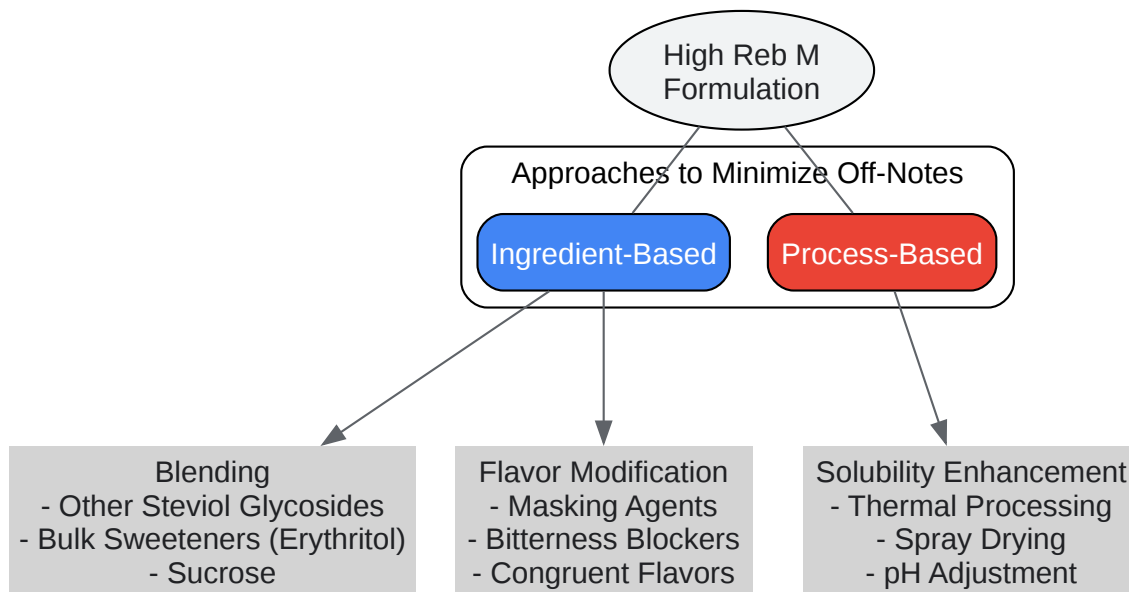 High Reb M
Formulation
Approaches to Minimize Off-Notes
Ingredient-Based
Process-Based
Blending
- Other Steviol Glycosides
- Bulk Sweeteners (Erythritol)
- Sucrose
Flavor Modification
- Masking Agents
- Bitterness Blockers
- Congruent Flavors
Solubility Enhancement
- Thermal Processing
- Spray Drying
- pH Adjustment